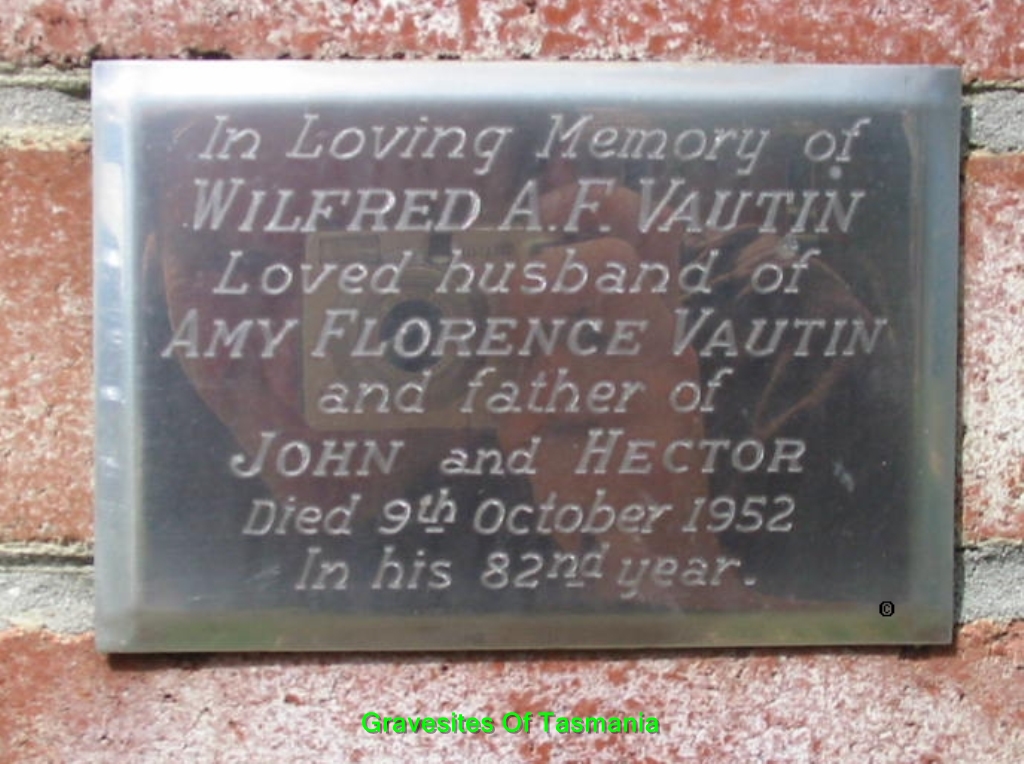 In Loving Memory of
WILFRED A.F. VAUTIN
Loved husband of
AMY FLORENCE VAUTIN
and father of
JOHN and HECTOR
Died 9th October 1952
In his 82nd year.
©
Gravesites Of Tasmania